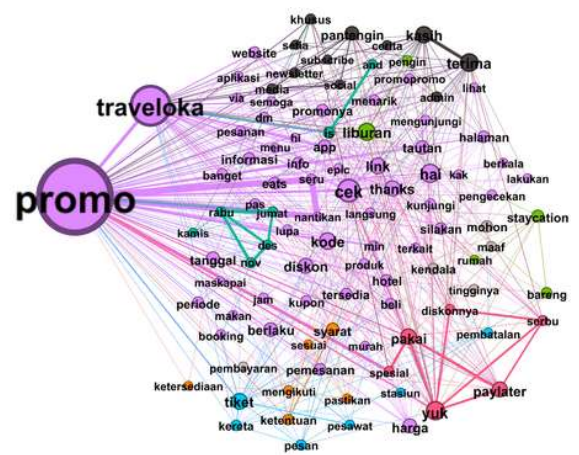 khusus
pantengin
kasih
setia
cerita
website
subscribe
and
pengin
terima
aplikasi
newsletter
promopromo
via
media
social
lihat
traveloka
semoga
promonya
menarik
admin
dm
is
mengunjungi
pesanan
fil
liburan
menu
app
tautan
halaman
informasi
info
link
berkala
banget
epic
hai
kak
lakukan
eats
seru
cek
thanks
pengecekan
promo
pas
rabu
jumat
nantikan
langsung
kunjungi
staycation
kamis
lupa
silakan
mohon
des
kode
min
terkait
maaf
nov
tanggal
diskon
produk
kendala
rumah
maskapai
hotel
tingginya
jam
tersedia
bareng
periode
kupon
beli
diskonnya
makan
serbu
booking
berlaku
syarat
pakai
pembatalan
sesuai
murah
pembayaran
pemesanan
spesial
ketersediaan
mengikuti
stasiun
paylater
tiket
pastikan
yuk
kereta
ketentuan
pesawat
harga
pesan